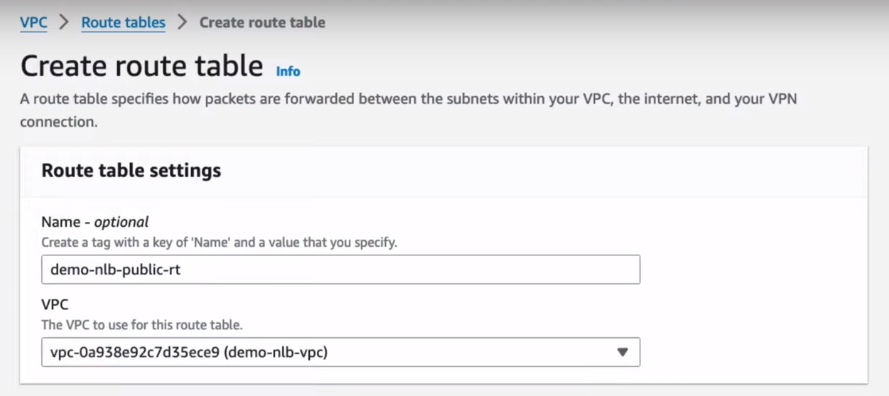 VPC > Route tables > Create route table
Create route table Info
A route table specifies how packets are forwarded between the subnets within your VPC, the internet, and your VPN
connection.
Route table settings
Name - optional
Create a tag with a key of 'Name' and a value that you specify.
demo-nlb-public-rt
VPC
The VPC to use for this route table.
vpc-0a938e92c7d35ece9 (demo-nlb-vpc)